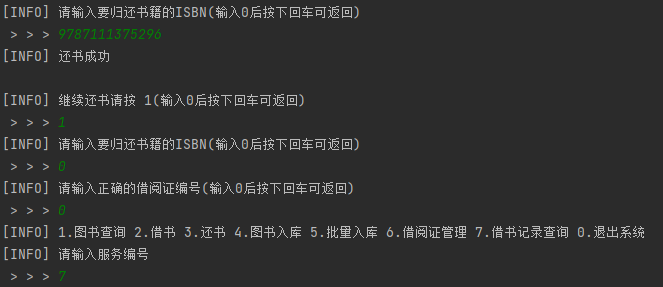 [INFO] 请输入要归还书籍的ISBN(输入0后按下回车可返回)
> > > 9787111375296
[INFO] 还书成功
[INFO] 继续还书请按 1(输入0后按下回车可返回)
> > > 1
[INFO] 请输入要归还书籍的ISBN(输入0后按下回车可返回)
> > > 0
[INFO] 请输入正确的借阅证编号(输入0后按下回车可返回)
> > > 0
[INFO] 1.图书查询 2.借书 3.还书 4.图书入库 5.批量入库 6.借阅证管理 7.借书记录查询 0.退出系统
[INFO] 请输入服务编号
> > > 7